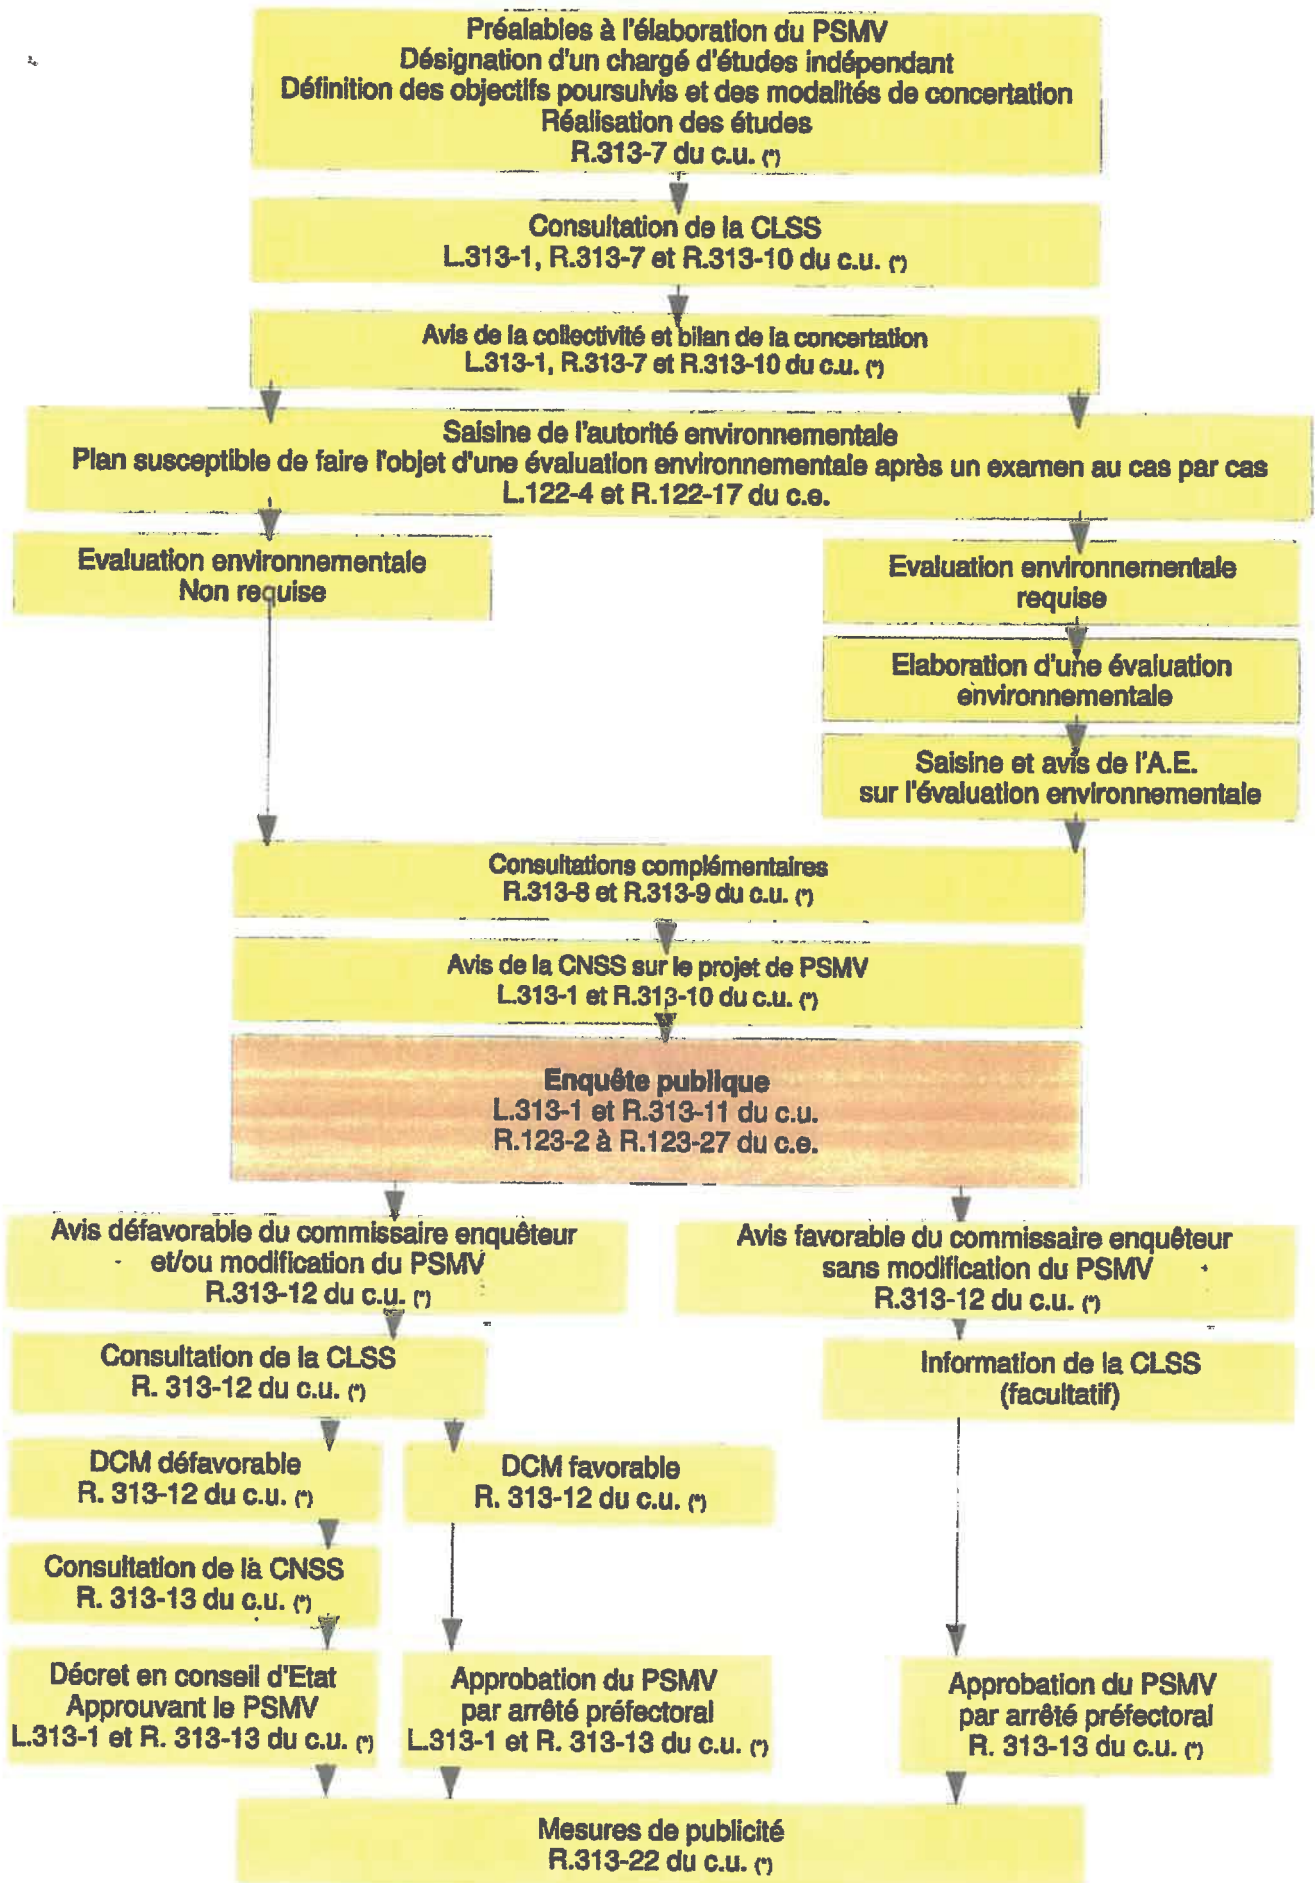 Préalables à l'élaboration du PSMV
Désignation d'un chargé d'études indépendant
Définition des objectifs poursuivis et des modalités de concertation
Réalisation des études
R.313-7 du c.u. (*)
Consultation de la CLSS
L.313-1, R.313-7 et R.313-10 du c.u. (*)
Avis de la collectivité et bilan de la concertation
L.313-1, R.313-7 et R.313-10 du c.u. (*)
Saisine de l'autorité environnementale
Plan susceptible de faire l'objet d'une évaluation environnementale après un examen au cas par cas
L.122-4 et R.122-17 du c.e.
Evaluation environnementale
Non requise
Evaluation environnementale
requise
Elaboration d'une évaluation
environnementale
Saisine et avis de l'A.E.
sur l'évaluation environnementale
Consultations complémentaires
R.313-8 et R.313-9 du c.u. (*)
Avis de la CNSS sur le projet de PSMV
L.313-1 et R.313-10 du c.u. (*)
Enquête publique
L.313-1 et R.313-11 du c.u.
R.123-2 à R.123-27 du c.e.
Avis défavorable du commissaire enquêteur
et/ou modification du PSMV
R.313-12 du c.u. (*)
Avis favorable du commissaire enquêteur
sans modification du PSMV
R.313-12 du c.u. (*)
Consultation de la CLSS
R. 313-12 du c.u. (*)
Information de la CLSS
(facultatif)
DCM défavorable
R. 313-12 du c.u. (*)
DCM favorable
R. 313-12 du c.u. (*)
Consultation de la CNSS
R. 313-13 du c.u. (*)
Décret en conseil d'Etat
Approuvant le PSMV
L.313-1 et R. 313-13 du c.u. (*)
Approbation du PSMV
par arrêté préfectoral
L.313-1 et R. 313-13 du c.u. (*)
Approbation du PSMV
par arrêté préfectoral
R. 313-13 du c.u. (*)
Mesures de publicité
R.313-22 du c.u. (*)